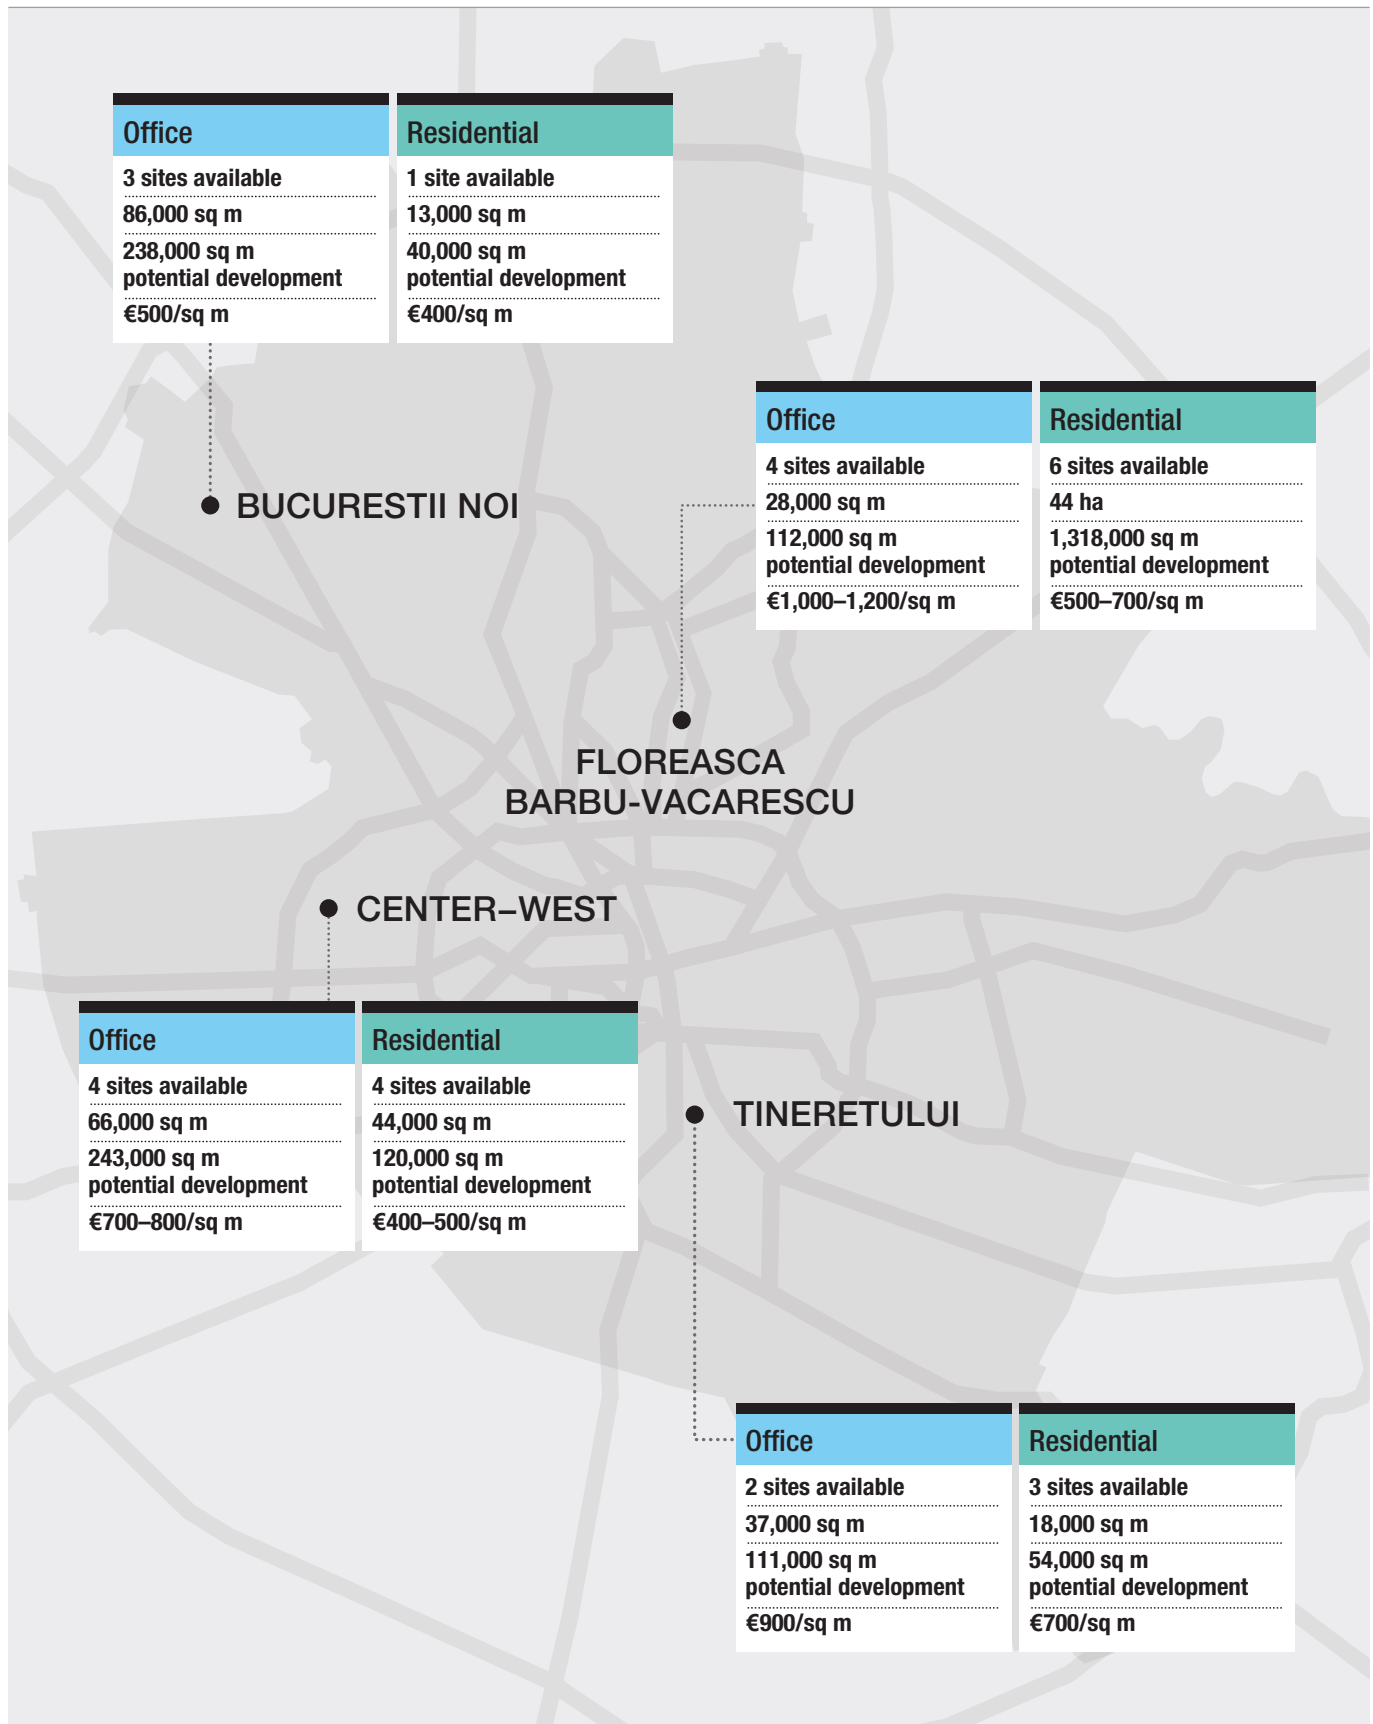 Office
3 sites available
86,000 sq m
238,000 sq m
potential development
€500/sq m
Residential
1 site available
13,000 sq m
40,000 sq m
potential development
€400/sq m
BUCURESTII NOI
Office
4 sites available
28,000 sq m
112,000 sq m
potential development
€1,000–1,200/sq m
Residential
6 sites available
44 ha
1,318,000 sq m
potential development
€500–700/sq m
FLOREASCA
BARBU-VACARESCU
CENTER–WEST
Office
4 sites available
66,000 sq m
243,000 sq m
potential development
€700–800/sq m
Residential
4 sites available
44,000 sq m
120,000 sq m
potential development
€400–500/sq m
TINERETULUI
Office
2 sites available
37,000 sq m
111,000 sq m
potential development
€900/sq m
Residential
3 sites available
18,000 sq m
54,000 sq m
potential development
€700/sq m